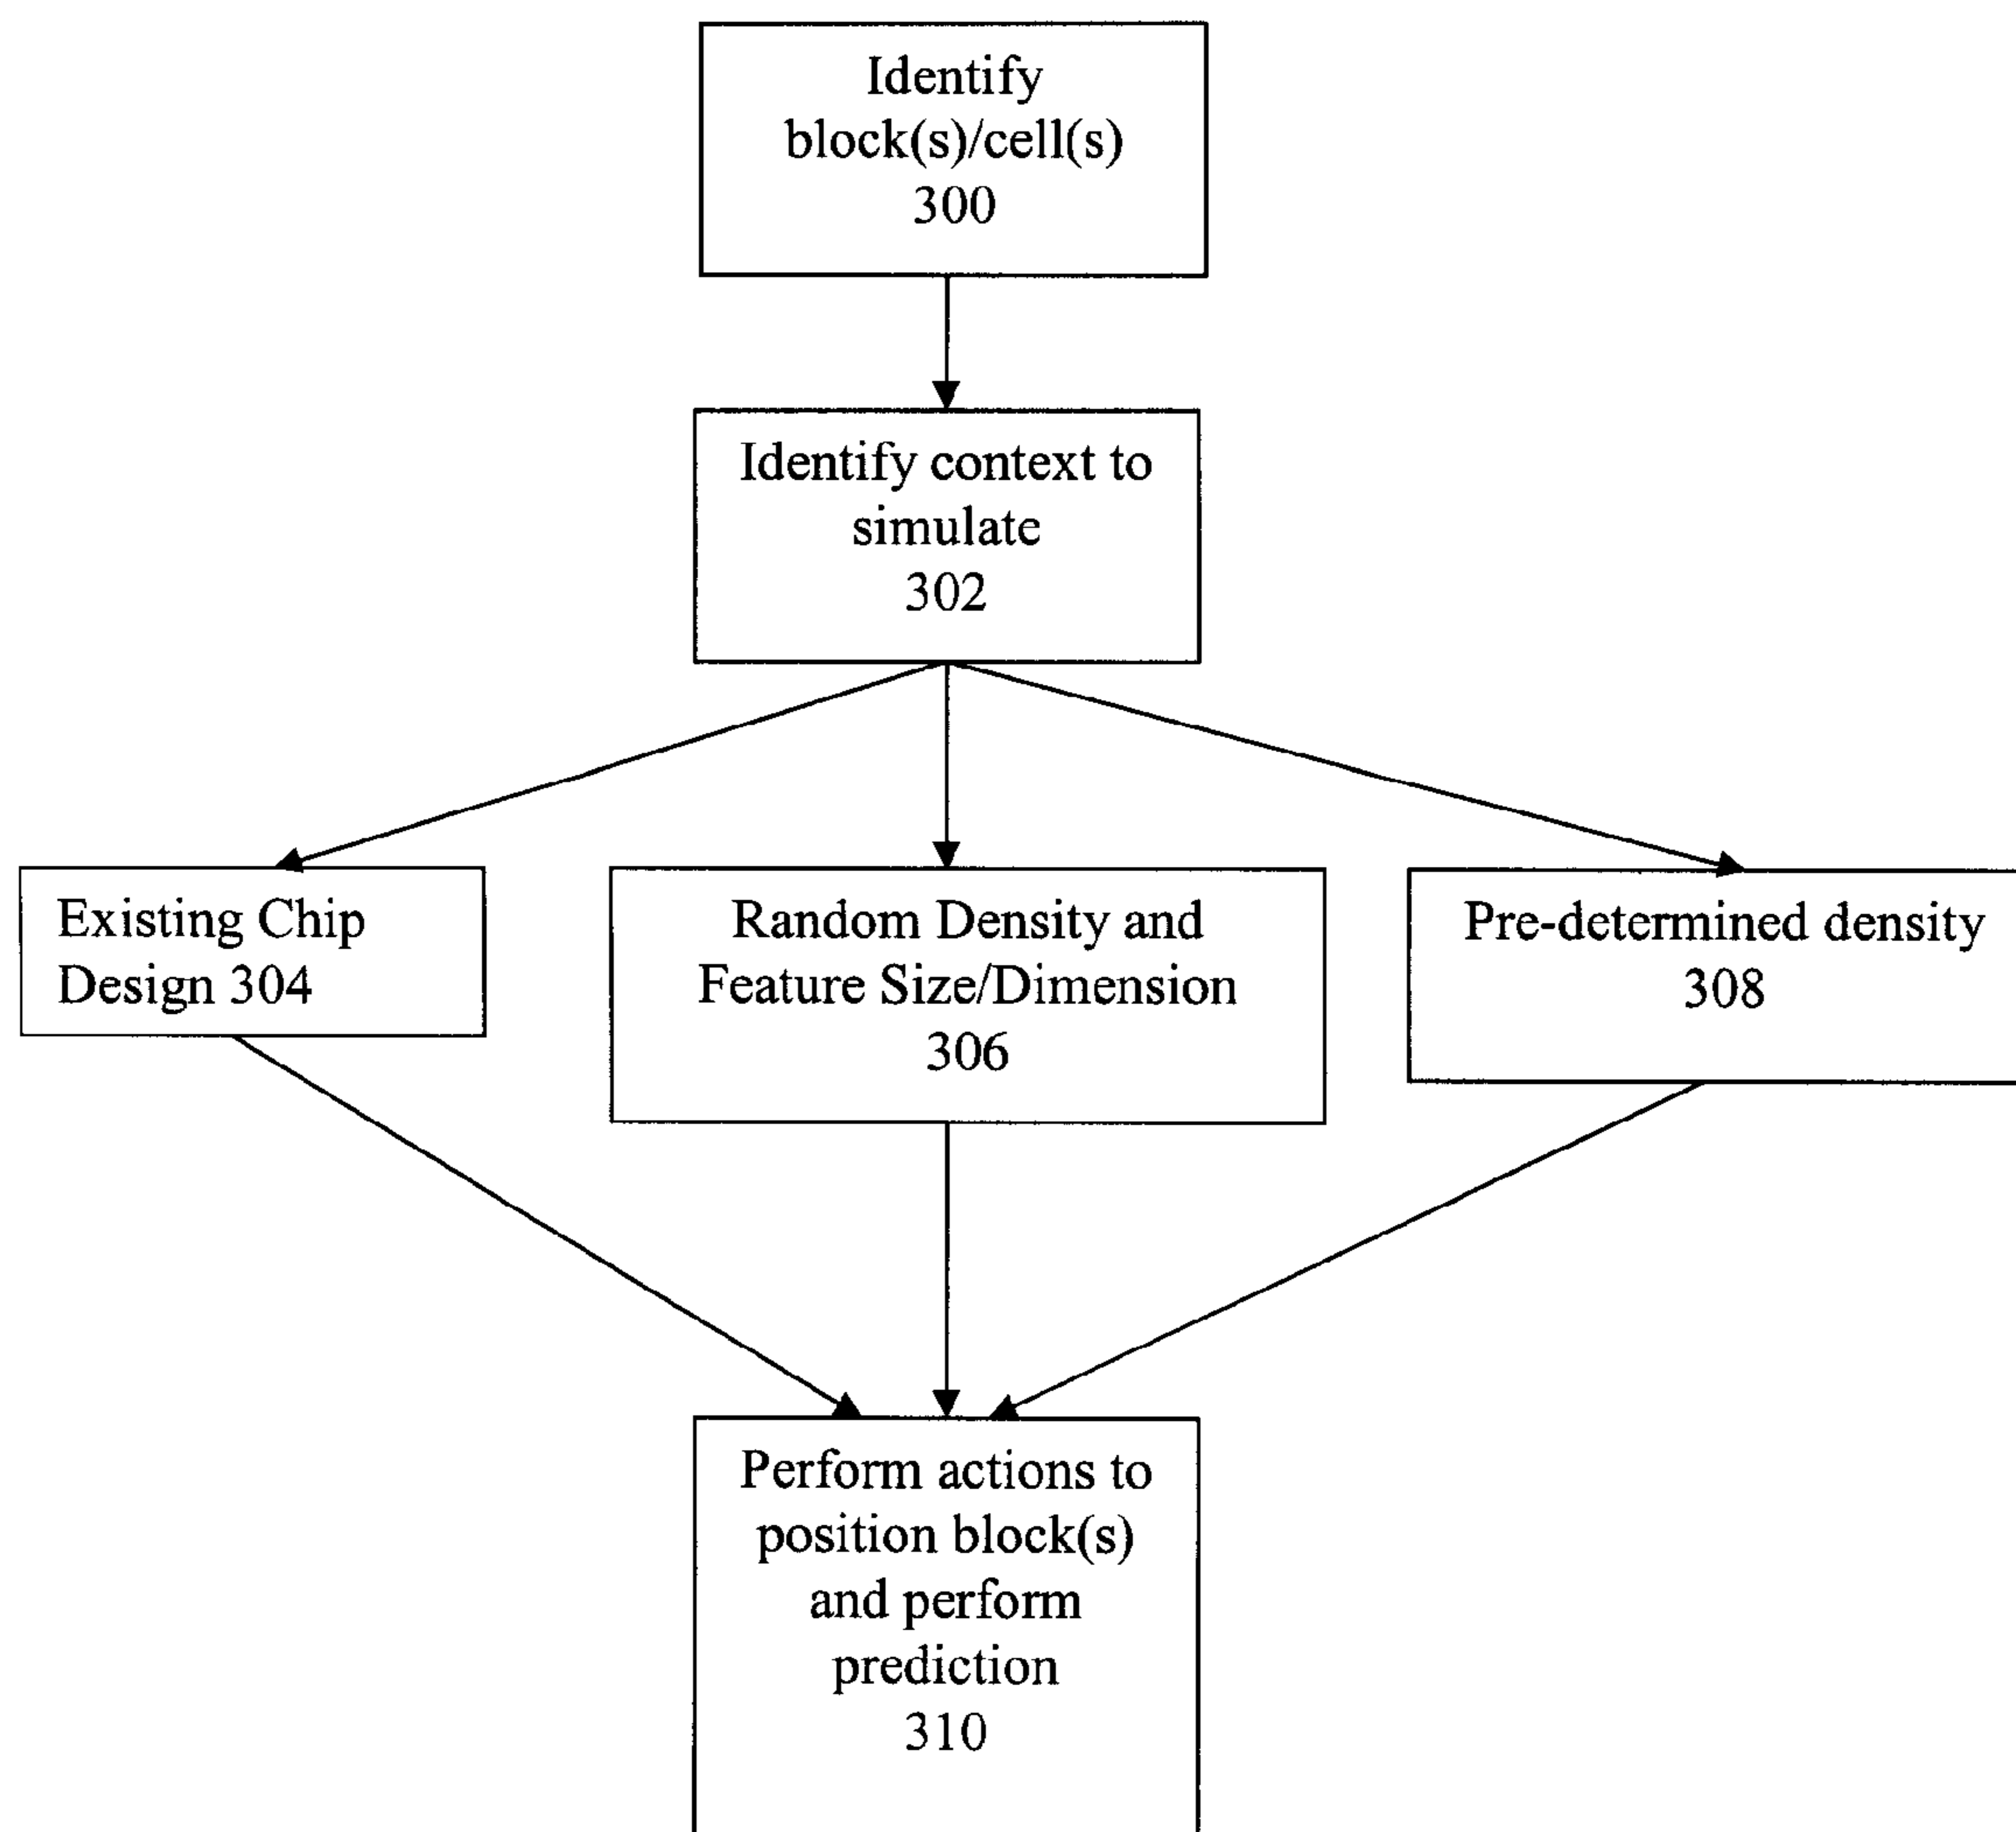 Identify
block(s)/cell(s)
300
Identify context to
simulate
302
Existing Chip
Design 304
Random Density and
Feature Size/Dimension
306
Pre-determined density
308
Perform actions to
position block(s)
and perform
prediction
310